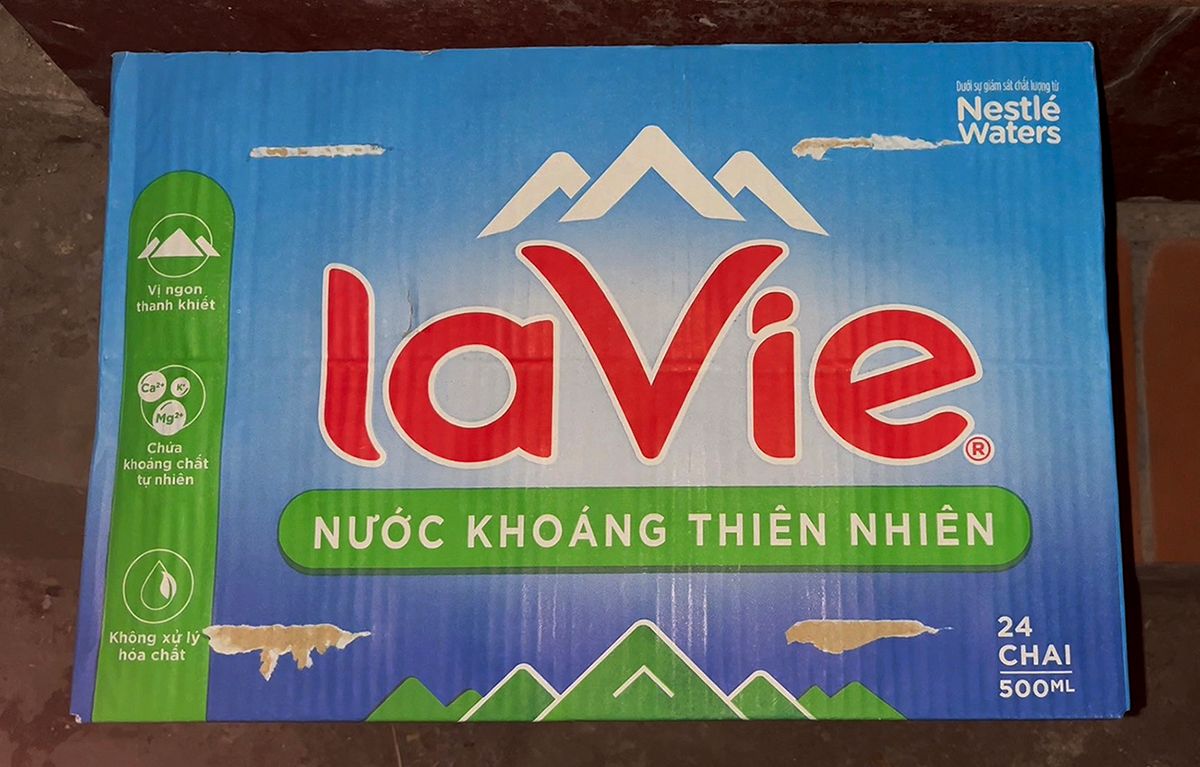 Dưới sự giám sát chất lượng từ
Nestlé
Waters
laVie®
NƯỚC KHOÁNG THIÊN NHIÊN
Vị ngon
thanh khiết
Ca²⁺ K⁺
Mg²⁺
Chứa
khoáng chất
tự nhiên
Không xử lý
hóa chất
24
CHAI
500ML